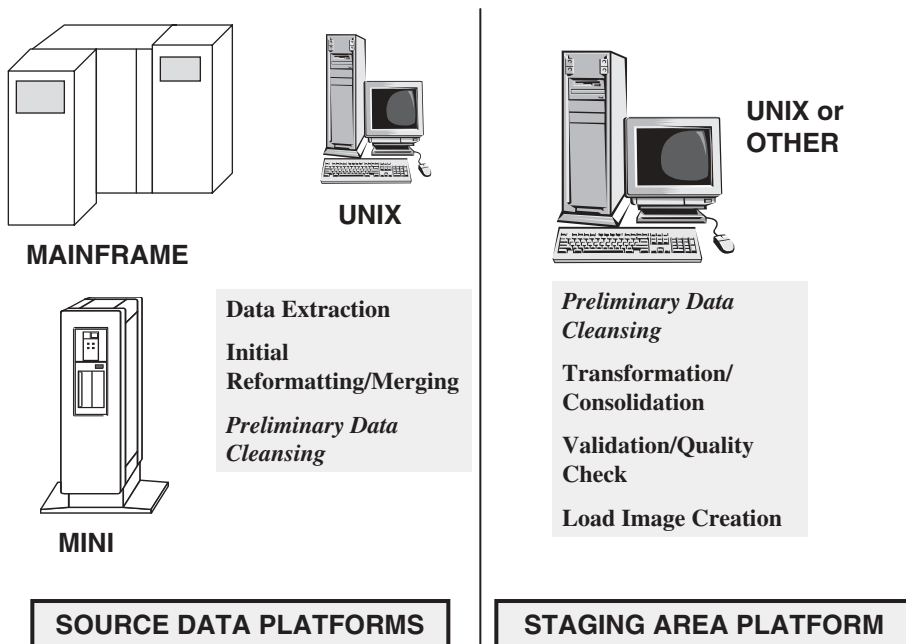 MAINFRAME
UNIX
MINI
Data Extraction
Initial
Reformatting/Merging
Preliminary Data
Cleansing
SOURCE DATA PLATFORMS
UNIX or
OTHER
Preliminary Data
Cleansing
Transformation/
Consolidation
Validation/Quality
Check
Load Image Creation
STAGING AREA PLATFORM